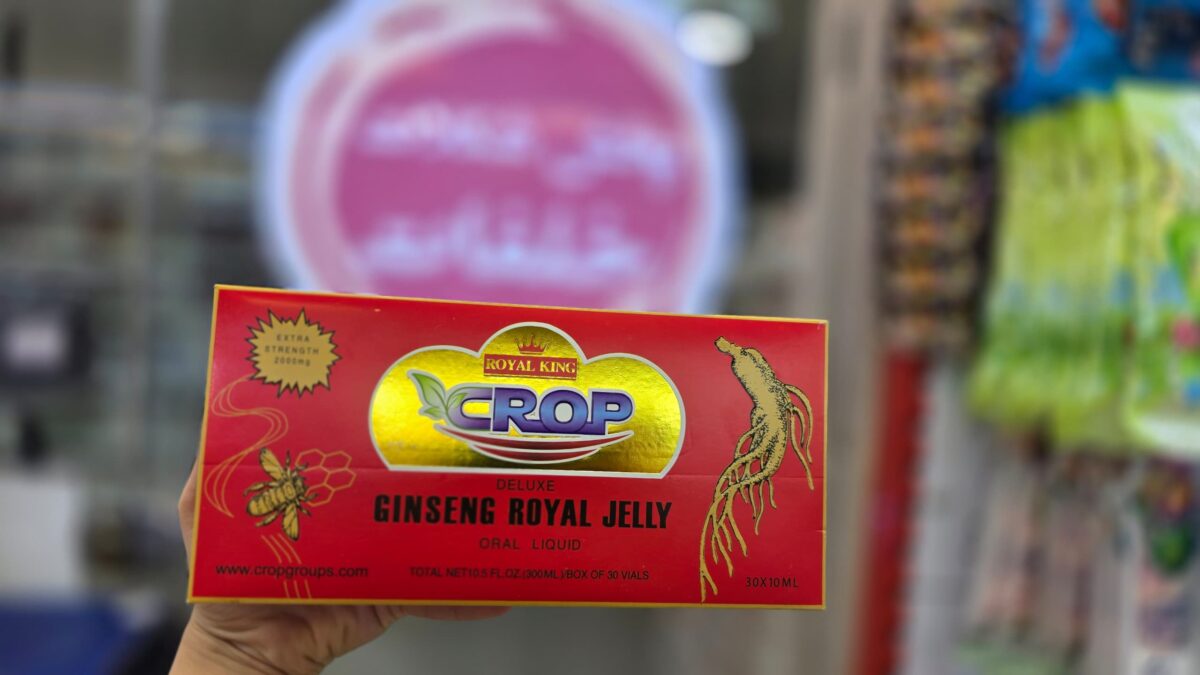 EXTRA
STRENGTH
2000mg
ROYAL KING
CROP
DELUXE
GINSENG ROYAL JELLY
ORAL LIQUID
www.cropgroups.com
TOTAL NET10.5 FL.OZ.(300ML)/BOX OF 30 VIALS
30X10ML